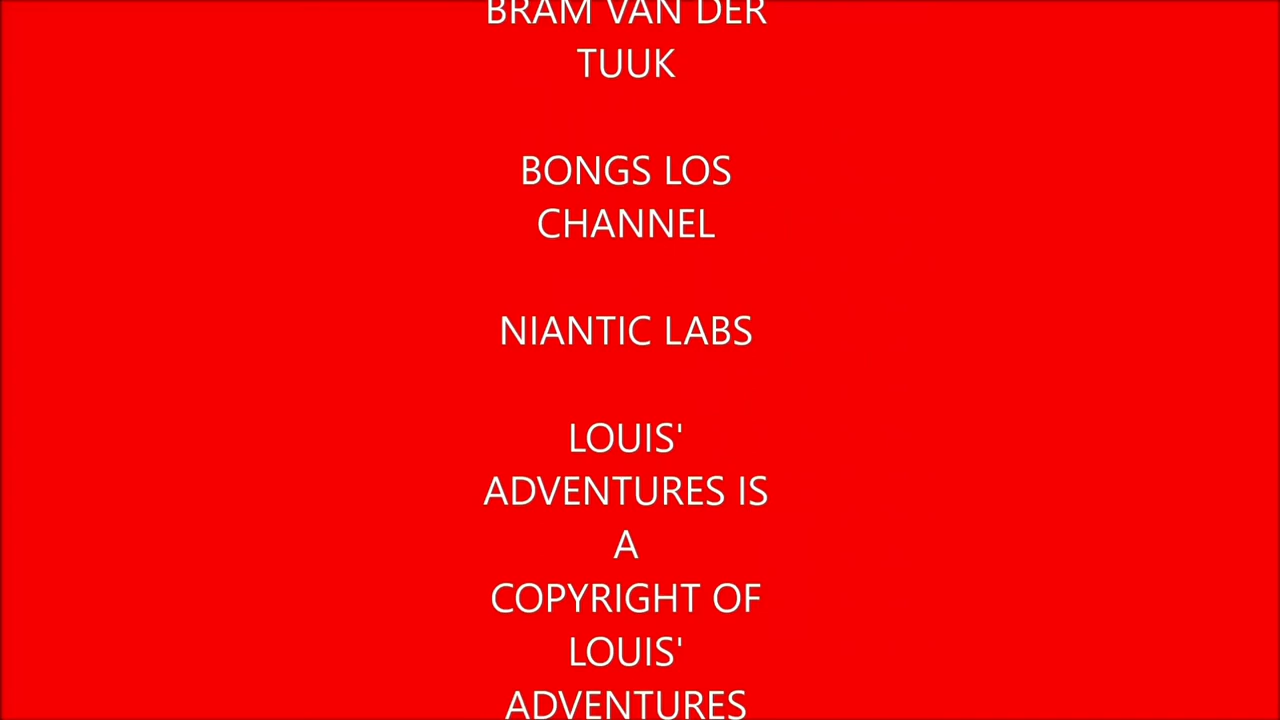 BRAM VAN DER
TUUK
BONGS LOS
CHANNEL
NIANTIC LABS
LOUIS'
ADVENTURES IS
A
COPYRIGHT OF
LOUIS'
ADVENTURES